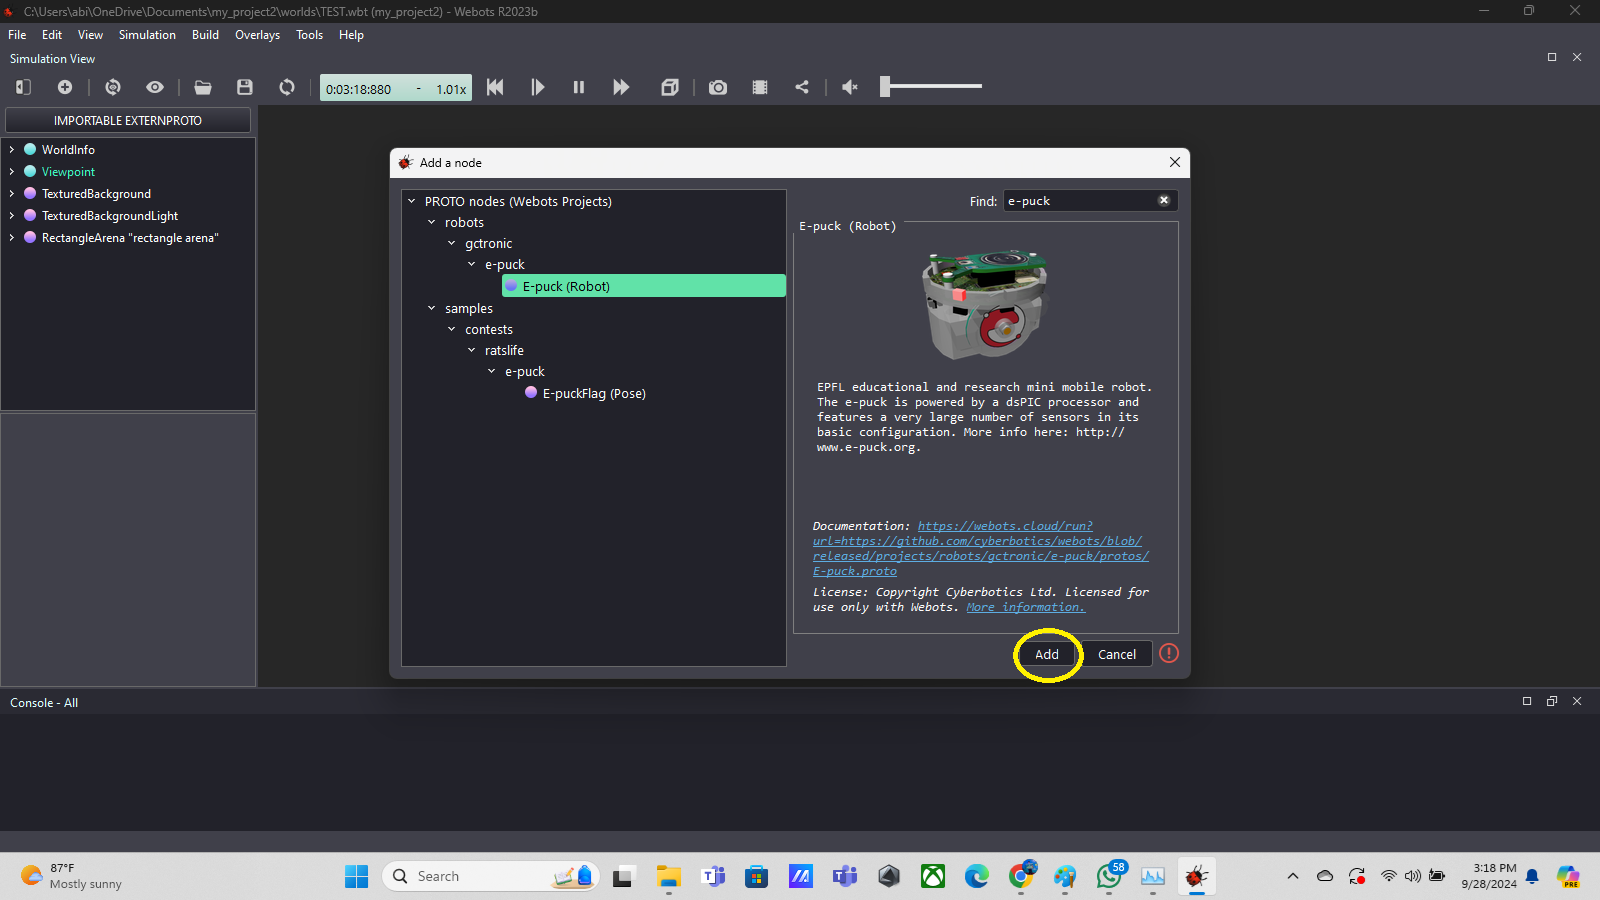 C:\Users\abi\OneDrive\Documents\my_project2\worlds\TEST.wbt (my_project2) - Webots R2023b
File Edit View Simulation Build Overlays Tools Help
Simulation View
0:03:18:880 - 1.01x
IMPORTABLE EXTERNPROTO
WorldInfo
Viewpoint
TexturedBackground
TexturedBackgroundLight
RectangleArena "rectangle arena"
Add a node
PROTO nodes (Webots Projects)
robots
gctronic
e-puck
E-puck (Robot)
samples
contests
ratslife
e-puck
E-puckFlag (Pose)
Find: e-puck
E-puck (Robot)
EPFL educational and research mini mobile robot.
The e-puck is powered by a dsPIC processor and
features a very large number of sensors in its
basic configuration. More info here: http://
www.e-puck.org.
Documentation: https://webots.cloud/run?
url=https://github.com/cyberbotics/webots/blob/
released/projects/robots/gctronic/e-puck/protos/
E-puck.proto
License: Copyright Cyberbotics Ltd. Licensed for
use only with Webots. More information.
Add Cancel
Console - All
87°F
Mostly sunny
Search
58
3:18 PM
9/28/2024
PRE